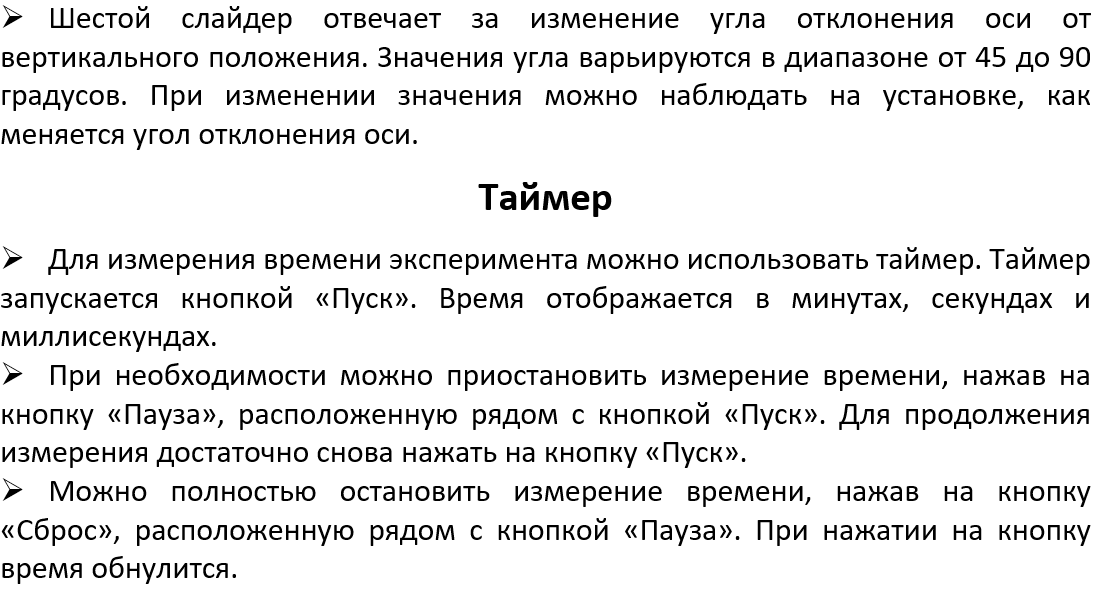 ➢ Шестой слайдер отвечает за изменение угла отклонения оси от
вертикального положения. Значения угла варьируются в диапазоне от 45 до 90
градусов. При изменении значения можно наблюдать на установке, как
меняется угол отклонения оси.
Таймер
➢ Для измерения времени эксперимента можно использовать таймер. Таймер
запускается кнопкой «Пуск». Время отображается в минутах, секундах и
миллисекундах.
➢ При необходимости можно приостановить измерение времени, нажав на
кнопку «Пауза», расположенную рядом с кнопкой «Пуск». Для продолжения
измерения достаточно снова нажать на кнопку «Пуск».
➢ Можно полностью остановить измерение времени, нажав на кнопку
«Сброс», расположенную рядом с кнопкой «Пауза». При нажатии на кнопку
время обнулится.